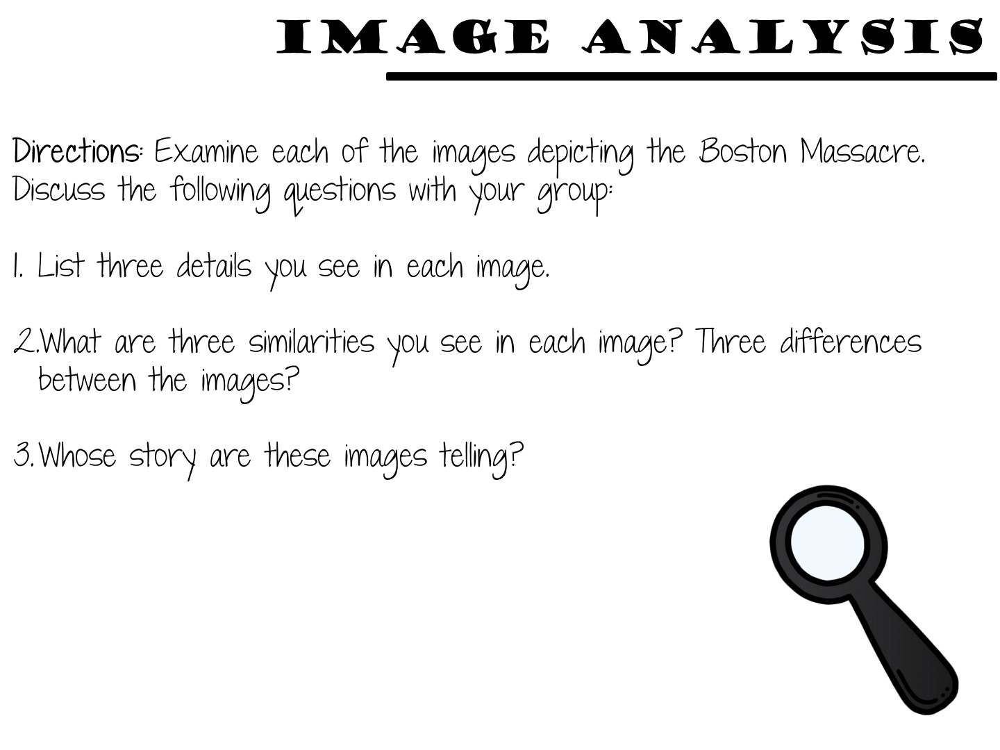 IMAGE ANALYSIS
Directions: Examine each of the images depicting the Boston Massacre.
Discuss the following questions with your group:
1. List three details you see in each image.
2.What are three similarities you see in each image? Three differences
between the images?
3.Whose story are these images telling?